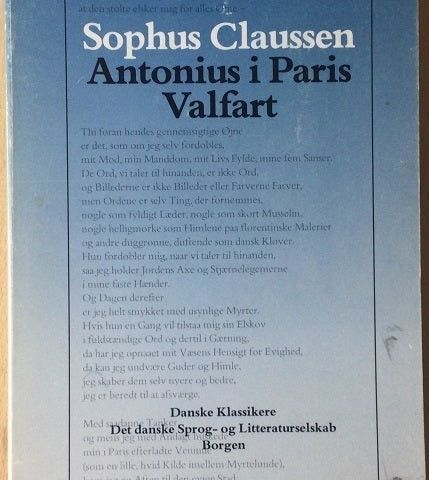 at den stolte elsker mig for alles Øjne –
Sophus Claussen
Antonius i Paris
Valfart
Thi foran hendes gennemsigtige Øjne
er det, som om jeg selv fordobles,
mit Mod, min Manddom, mit Livs Fylde, mine fem Sanser.
De Ord, vi taler til hinanden, er ikke Ord,
og Billederne er ikke Billeder eller Farverne Farver,
men Ordene er selv Ting, der fornemmes,
nogle som fyldigt Læder, nogle som skørt Musselin,
nogle helligmørke som Himlene paa florentinske Malerier
og andre duggrønne, duftende som dansk Kløver.
Hun fordobler mig, naar vi taler til hinanden,
saa jeg holder Jordens Axe og Stjærnelegemerne
i mine faste Hænder.
Og Dagen derefter
er jeg helt smykket med usynlige Myrter.
Hvis hun en Gang vil tilstaa mig sin Elskov
i fuldstændige Ord og dertil i Gærning,
da har jeg opnaaet mit Væsens Hensigt for Evighed,
da kan jeg undvære Guder og Himle,
jeg skaber dem selv nyere og bedre,
jeg er beredt til at afsværge.
Danske Klassikere
Med saadanne Tanker
Det danske Sprog- og Litteraturselskab
og mens jeg med Andagt
Borgen
min i Paris efterladte
(som en lille, hvid Kilde imellem Myrtelunde),